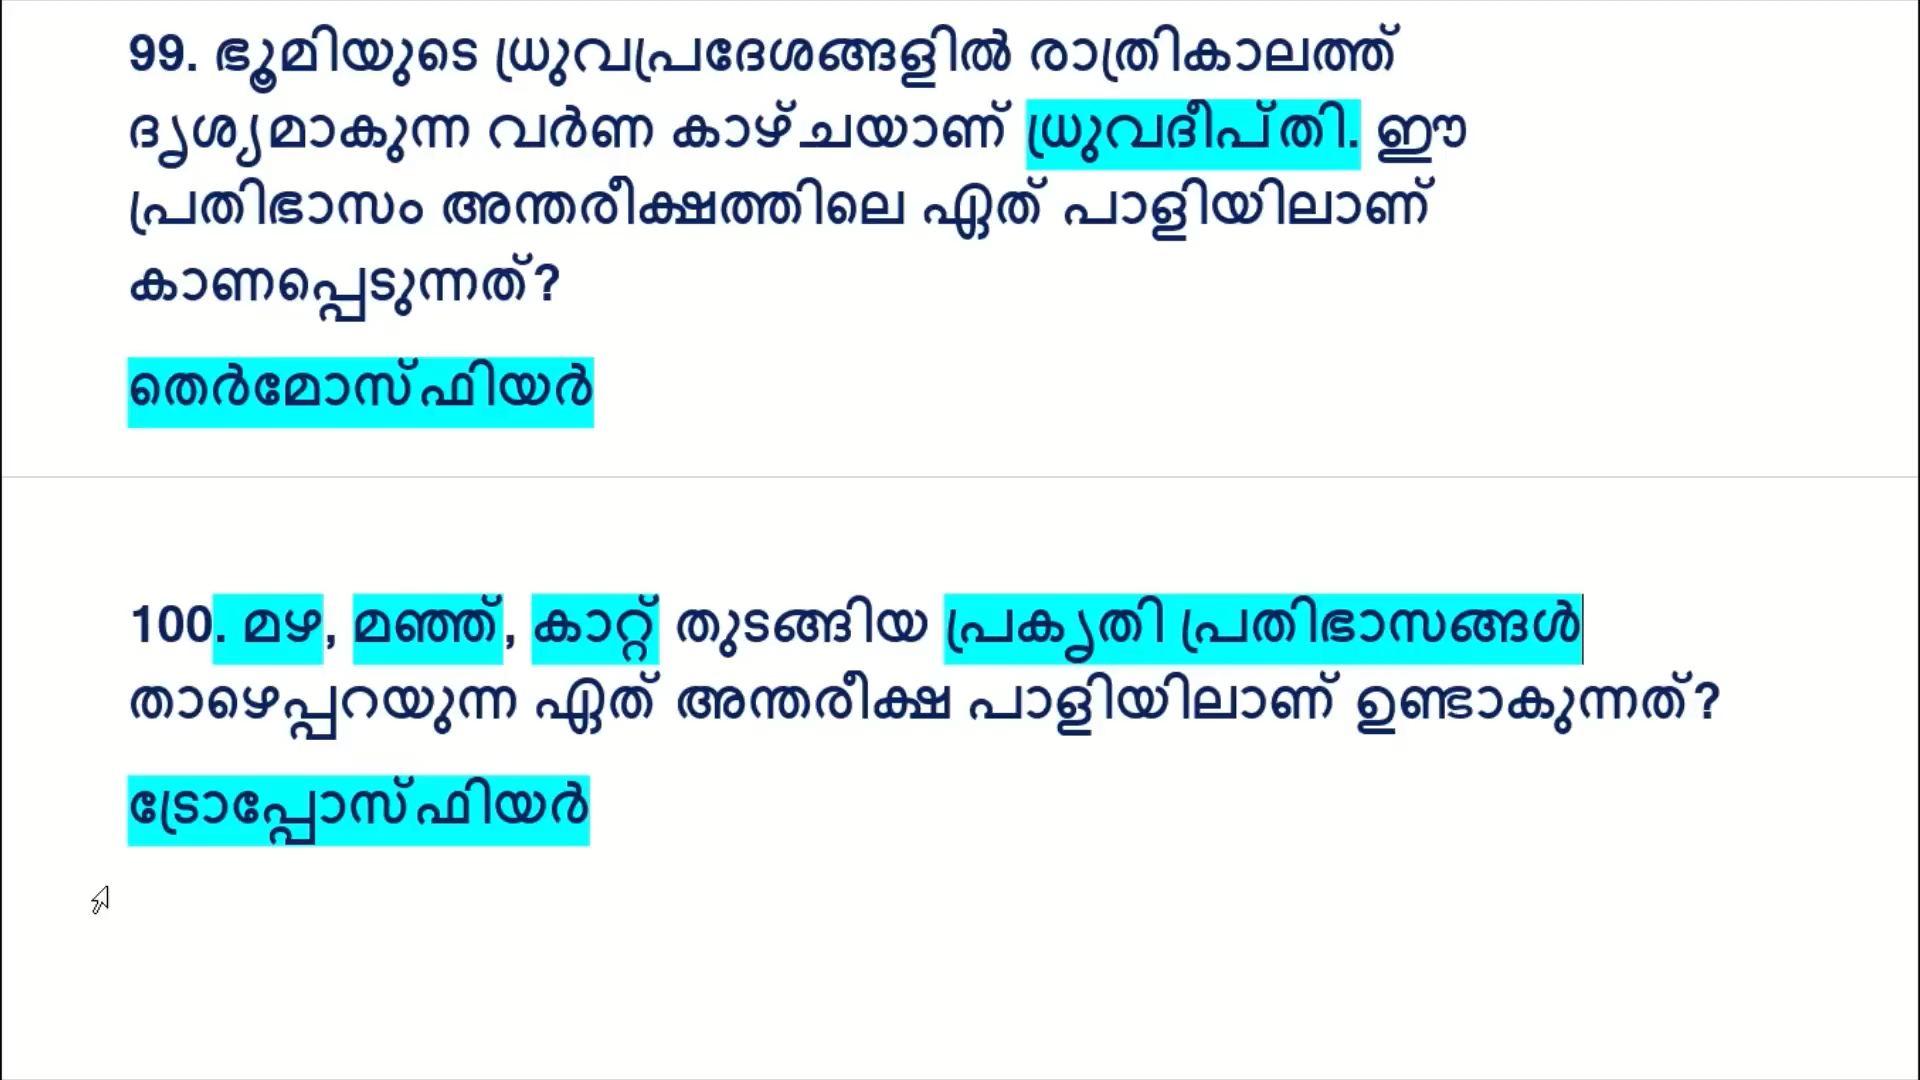 99. ഭൂമിയുടെ ധ്രുവപ്രദേശങ്ങളിൽ രാത്രികാലത്ത്
ദൃശ്യമാകുന്ന വർണ കാഴ്ചയാണ് ധ്രുവദീപ്തി. ഈ
പ്രതിഭാസം അന്തരീക്ഷത്തിലെ ഏത് പാളിയിലാണ്
കാണപ്പെടുന്നത്?
തെർമോസ്ഫിയർ
100. മഴ, മഞ്ഞ്, കാറ്റ് തുടങ്ങിയ പ്രകൃതി പ്രതിഭാസങ്ങൾ
താഴെപ്പറയുന്ന ഏത് അന്തരീക്ഷ പാളിയിലാണ് ഉണ്ടാകുന്നത്?
ട്രോപ്പോസ്ഫിയർ